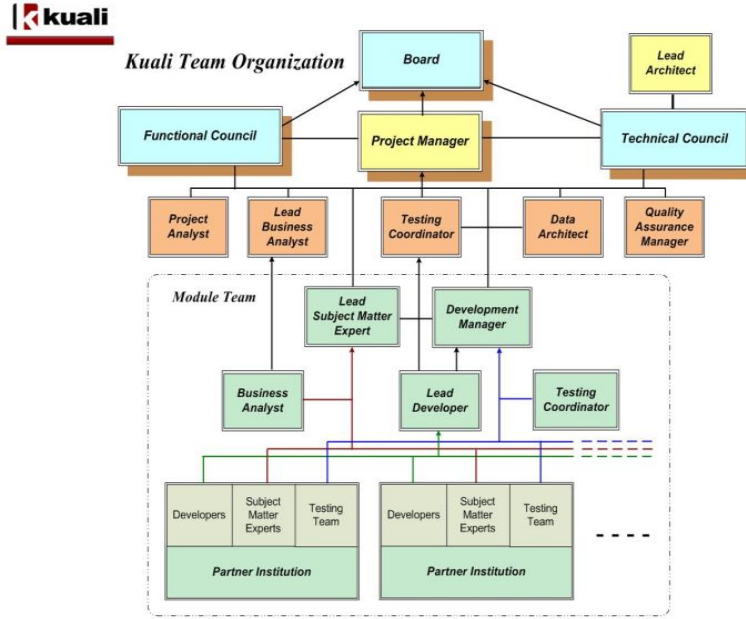 kuali
Kuali Team Organization
Board
Lead
Architect
Functional Council
Project Manager
Technical Council
Project
Analyst
Lead
Business
Analyst
Testing
Coordinator
Data
Architect
Quality
Assurance
Manager
Module Team
Lead
Subject Matter
Expert
Development
Manager
Business
Analyst
Lead
Developer
Testing
Coordinator
Developers
Subject
Matter
Experts
Testing
Team
Partner Institution
Developers
Subject
Matter
Experts
Testing
Team
Partner Institution